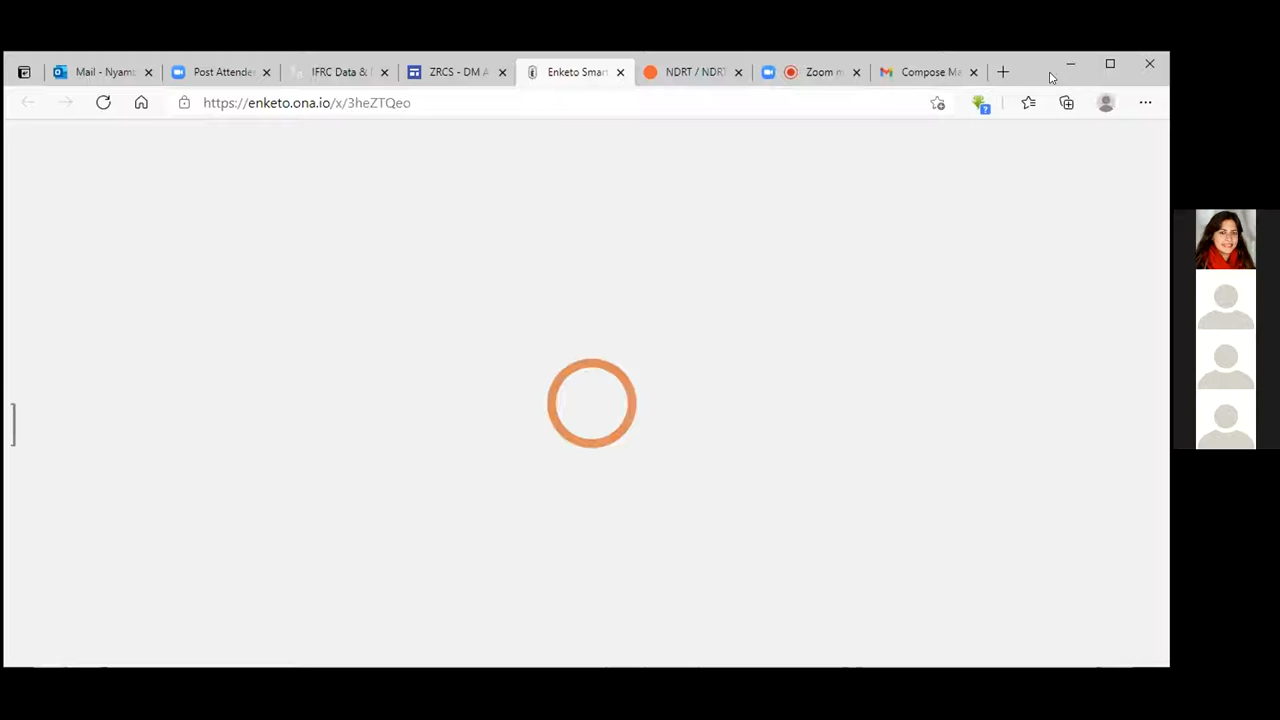 Mail - Nyam
Post Attende
IFRC Data &
ZRCS - DM A
Enketo Smar
NDRT / NDR
Zoom m
Compose Ma
https://enketo.ona.io/x/3heZTQeo
?
]